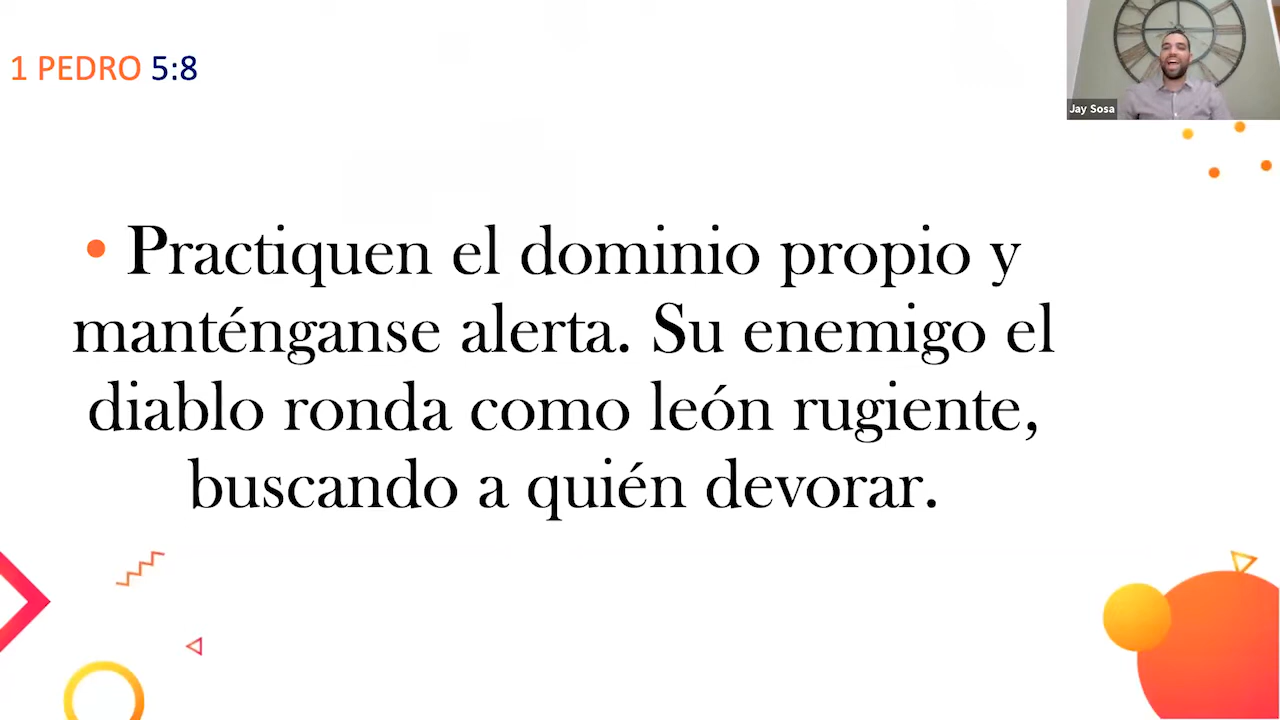 1 PEDRO 5:8
Jay Sosa
• Practiquen el dominio propio y
manténganse alerta. Su enemigo el
diablo ronda como león rugiente,
buscando a quién devorar.